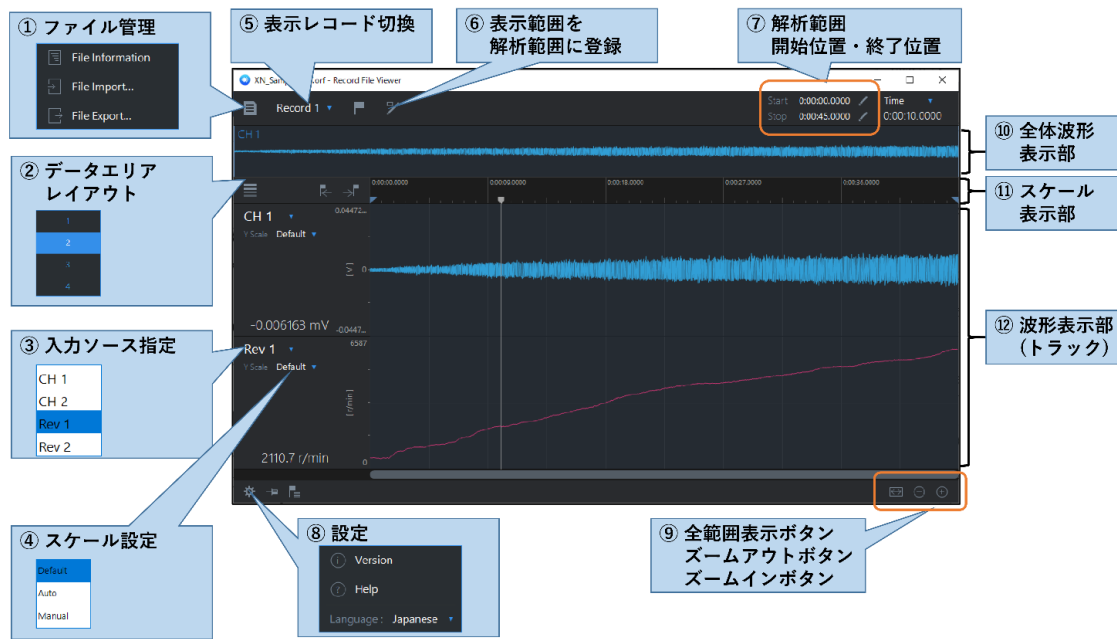 ① ファイル管理
File Information
File Import...
File Export...
⑤ 表示レコード切換
⑥ 表示範囲を
解析範囲に登録
⑦ 解析範囲
開始位置・終了位置
orf - Record File Viewer
Record 1
Start 0:00:00.0000
Stop 0:00:45.0000
Time
0:00:10.0000
CH 1
⑩ 全体波形
表示部
② データエリア
レイアウト
1
2
3
4
0:00:00.0000 0:00:09.0000 0:00:18.0000 0:00:27.0000 0:00:36.0000
⑪ スケール
表示部
CH 1
Y Scale Default
0.04472...
[V]
0
-0.006163 mV
-0.0447...
⑫ 波形表示部
(トラック)
③ 入力ソース指定
CH 1
CH 2
Rev 1
Rev 2
Rev 1
Y Scale Default
6587
[r/min]
2110.7 r/min
0
④ スケール設定
Default
Auto
Manual
⑧ 設定
Version
Help
Language : Japanese
⑨ 全範囲表示ボタン
ズームアウトボタン
ズームインボタン